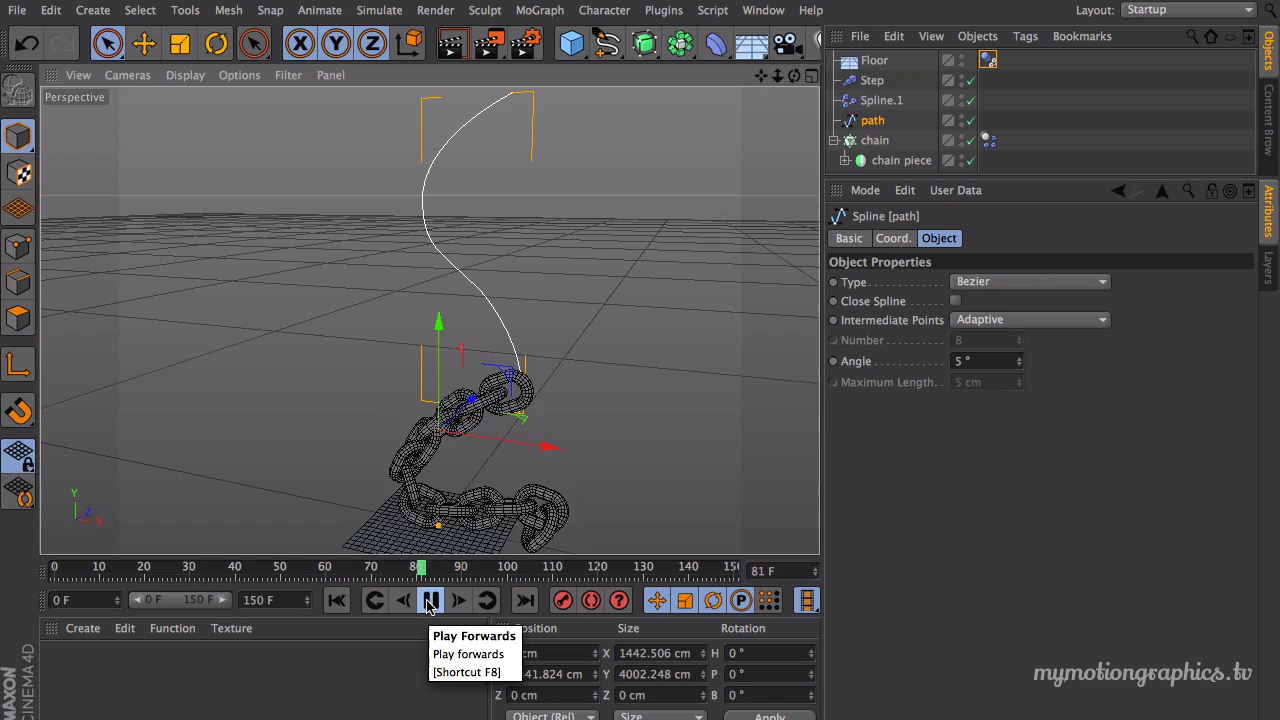 File Edit Create Select Tools Mesh Snap Animate Simulate Render Sculpt MoGraph Character Plugins Script Window Help
Layout: Startup
X Y Z
File Edit View Objects Tags Bookmarks
View Cameras Display Options Filter Panel
Perspective
Floor
Step
Spline.1
path
chain
chain piece
Objects
Content Brow
Mode Edit User Data
Spline [path]
Basic Coord. Object
Object Properties
Type Bezier
Close Spline
Intermediate Points Adaptive
Number 8
Angle 5 °
Maximum Length 5 cm
Attributes
Layers
Y
Z
X
0 10 20 30 40 50 60 70 80 90 100 110 120 130 140 150
81 F
0 F 0 F 150 F 150 F
P
Create Edit Function Texture
Position Size Rotation
Play Forwards
Play forwards
[Shortcut F8]
cm X 1442.506 cm H 0 °
41.824 cm Y 4002.248 cm P 0 °
Z 0 cm Z 0 cm B 0 °
Object (Rel) Size Apply
MAXON
CINEMA 4D
mymotiongraphics.tv